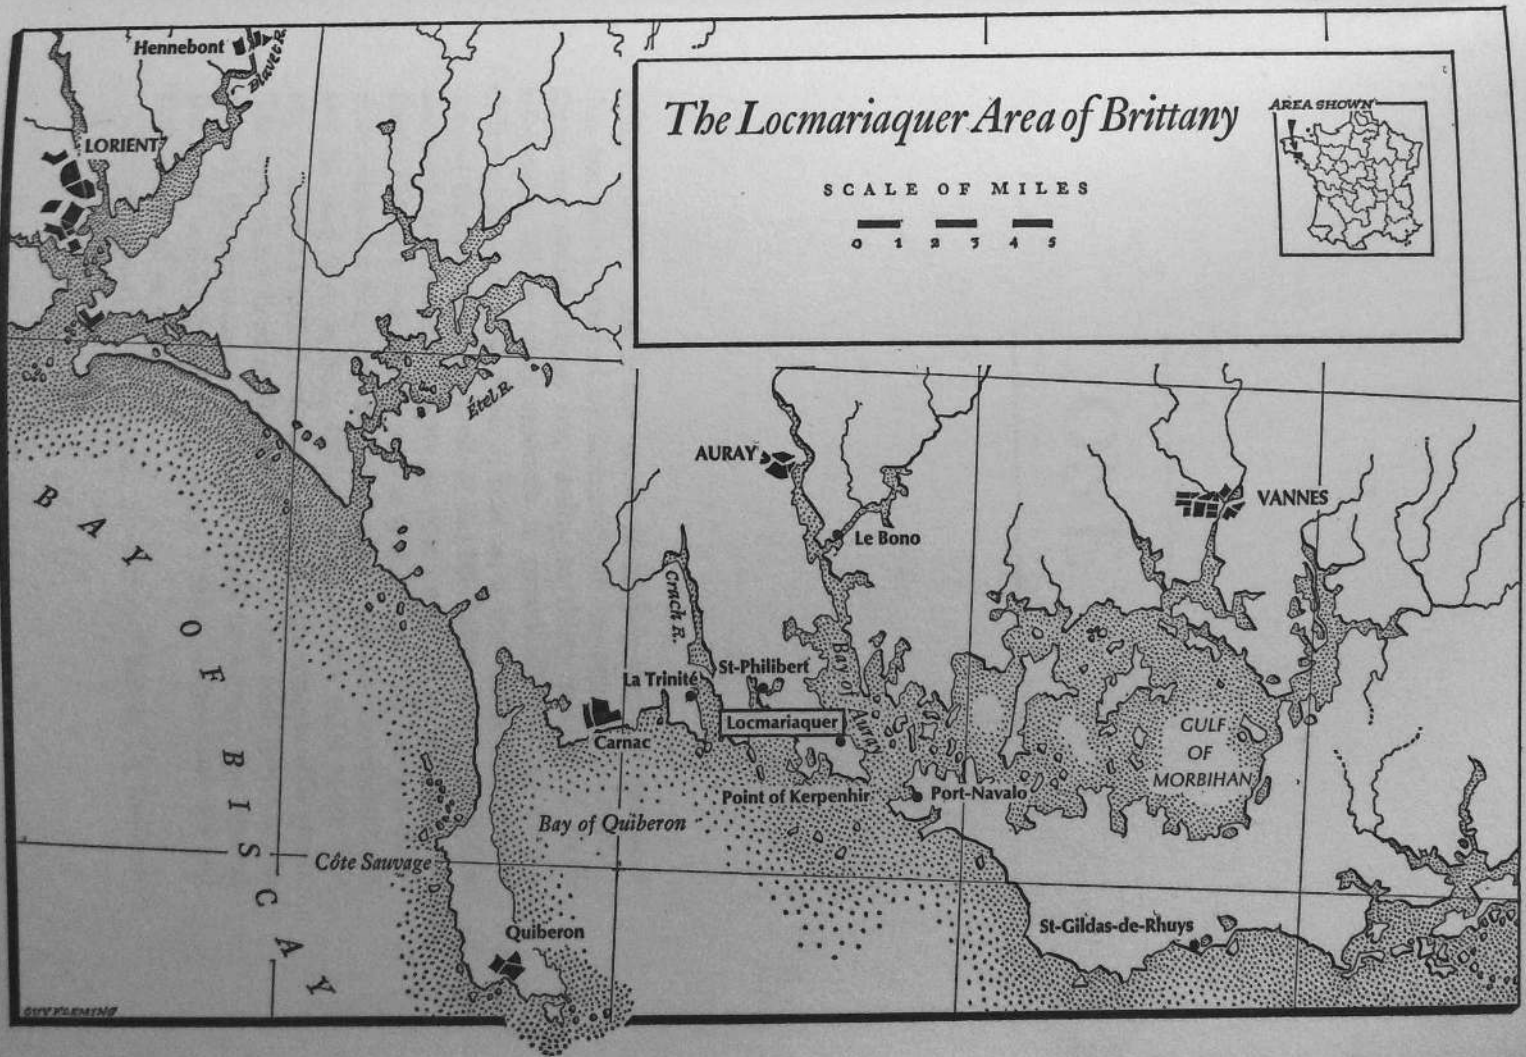 Hennebont
Blavet R.
LORIENT
The Locmariaquer Area of Brittany
AREA SHOWN
SCALE OF MILES
0 1 2 3 4 5
Étel R.
AURAY
VANNES
Le Bono
BAY OF BISCAY
Crach R.
Bay of Auray
St-Philibert
La Trinité
Locmariaquer
Carnac
GULF
OF
MORBIHAN
Point of Kerpenhir
Port-Navalo
Bay of Quiberon
Côte Sauvage
Quiberon
St-Gildas-de-Rhuys
GUY FLEMING